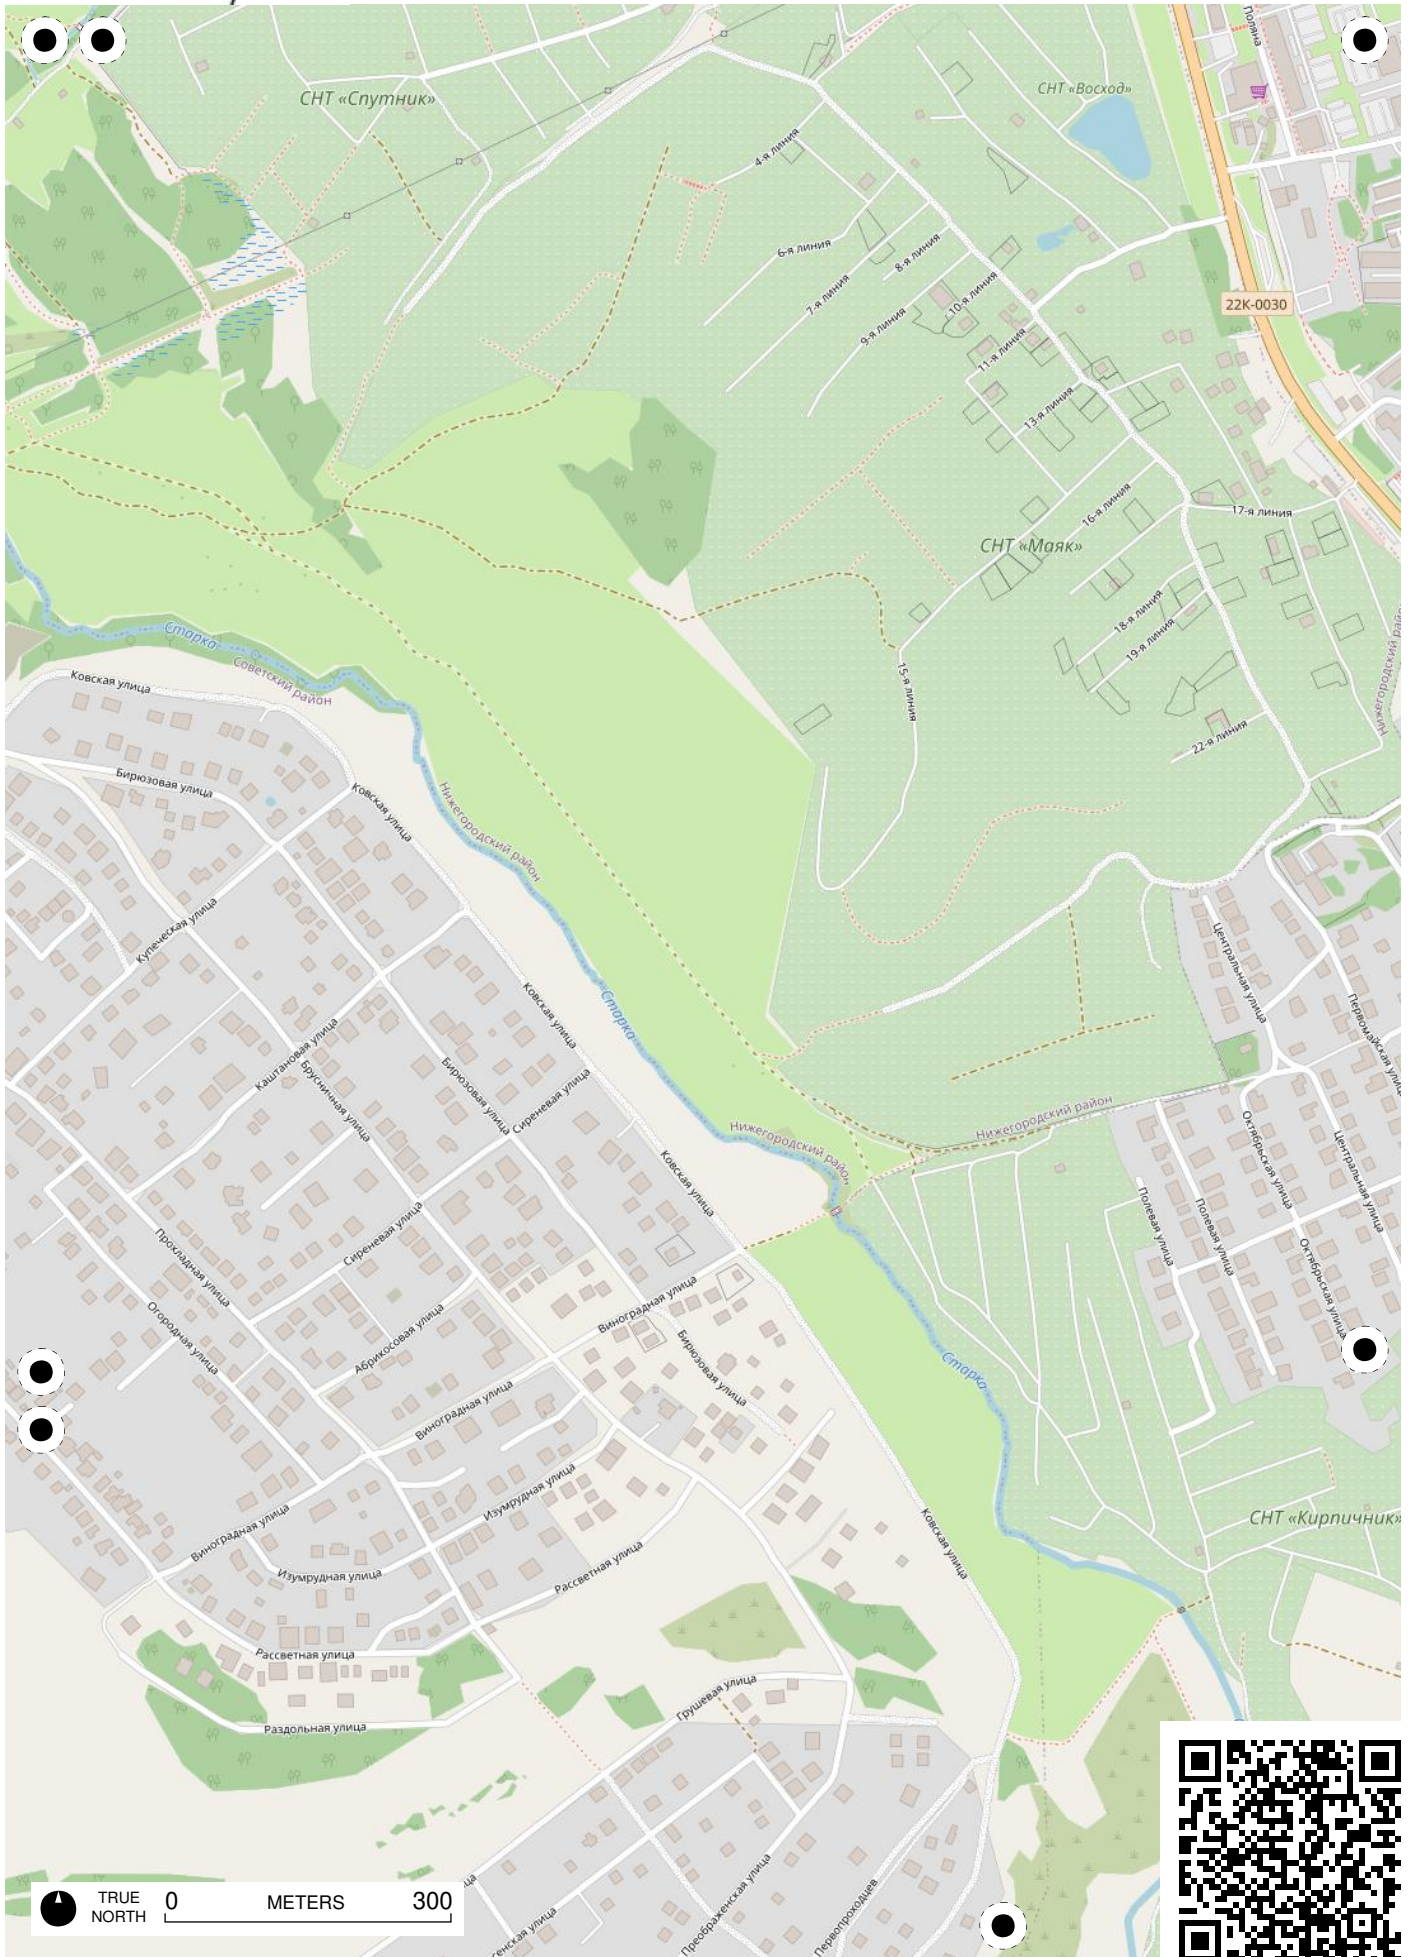 Поляна
СНТ «Спутник»
СНТ «Восход»
4-я линия
6-я линия
8-я линия
7-я линия
10-я линия
9-я линия
22К-0030
11-я линия
13-я линия
16-я линия
17-я линия
СНТ «Маяк»
18-я линия
19-я линия
Старка
Советский район
Ковская улица
15-я линия
Нижегородский рай
22-я линия
Бирюзовая улица
Ковская улица
Нижегородский район
Купеческая улица
Центральная улица
Ковская улица
Старка
Первомайская улица
Каштановая улица
Брусничная улица
Бирюзовая улица
Сиреневая улица
Нижегородский район
Нижегородский район
Октябрьская улица
Центральная улица
Ковская улица
Полевая улица
Полевая улица
Сиреневая улица
Прохладная улица
Октябрьская улица
Огородная улица
Абрикосовая улица
Виноградная улица
Бирюзовая улица
Старка
Виноградная улица
Изумрудная улица
Виноградная улица
Изумрудная улица
Ковская улица
СНТ «Кирпичник»
Рассветная улица
Рассветная улица
Грушевая улица
Раздольная улица
ца
сенская улица
Преображенская улица
Первопроходцев
TRUE NORTH
0 METERS 300